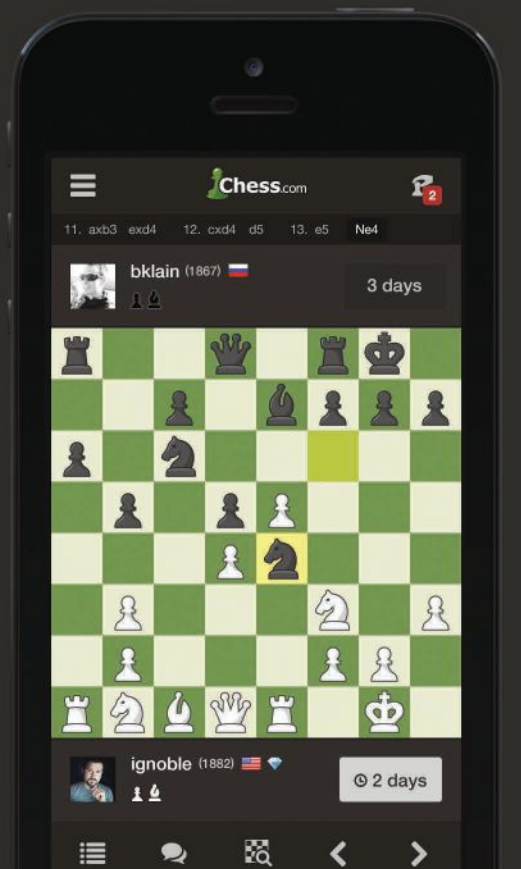 Chess.com
2
11. axb3 exd4 12. cxd4 d5 13. e5 Ne4
bklain (1867)
3 days
ignoble (1882)
2 days